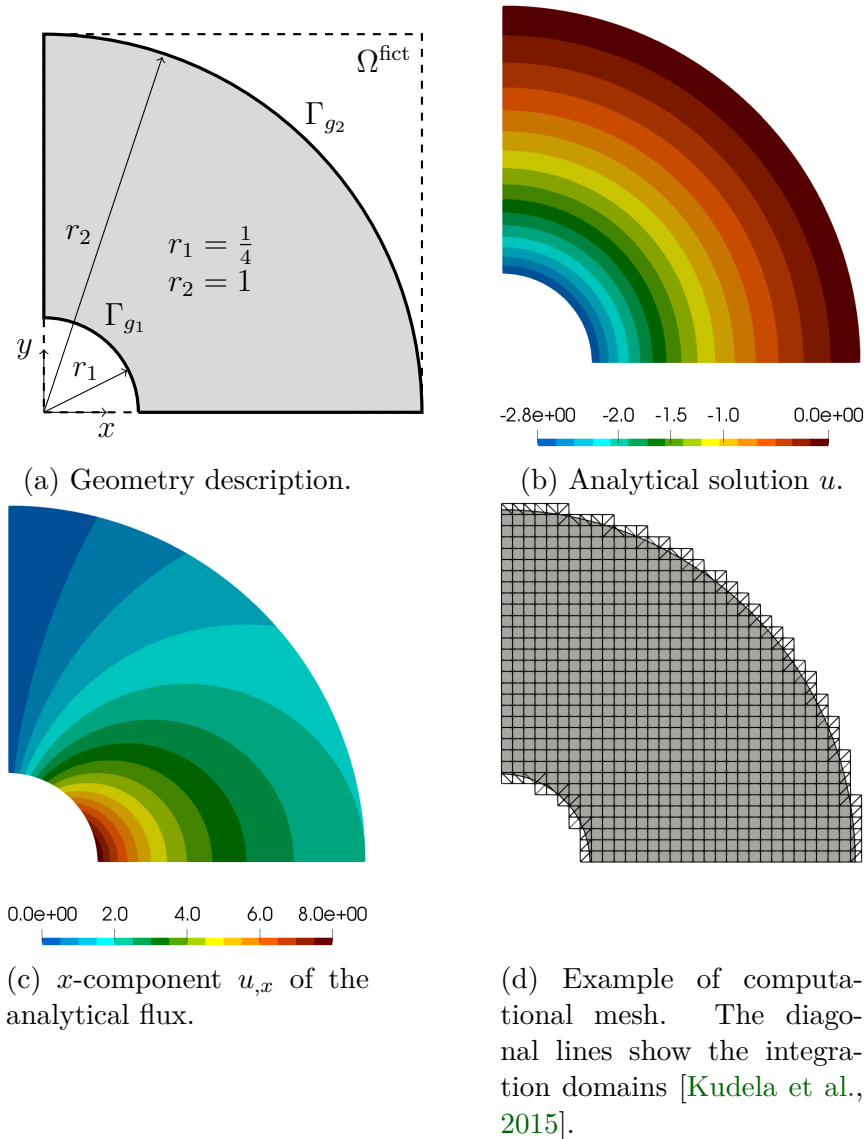 Ω^fict
Γ_{g_2}
r_2
r_1 = 1/4
r_2 = 1
Γ_{g_1}
y
r_1
x
(a) Geometry description.
-2.8e+00 -2.0 -1.5 -1.0 0.0e+00
(b) Analytical solution u.
0.0e+00 2.0 4.0 6.0 8.0e+00
(c) x-component u_{,x} of the
analytical flux.
(d) Example of computa-
tional mesh. The diago-
nal lines show the integra-
tion domains [Kudela et al.,
2015].